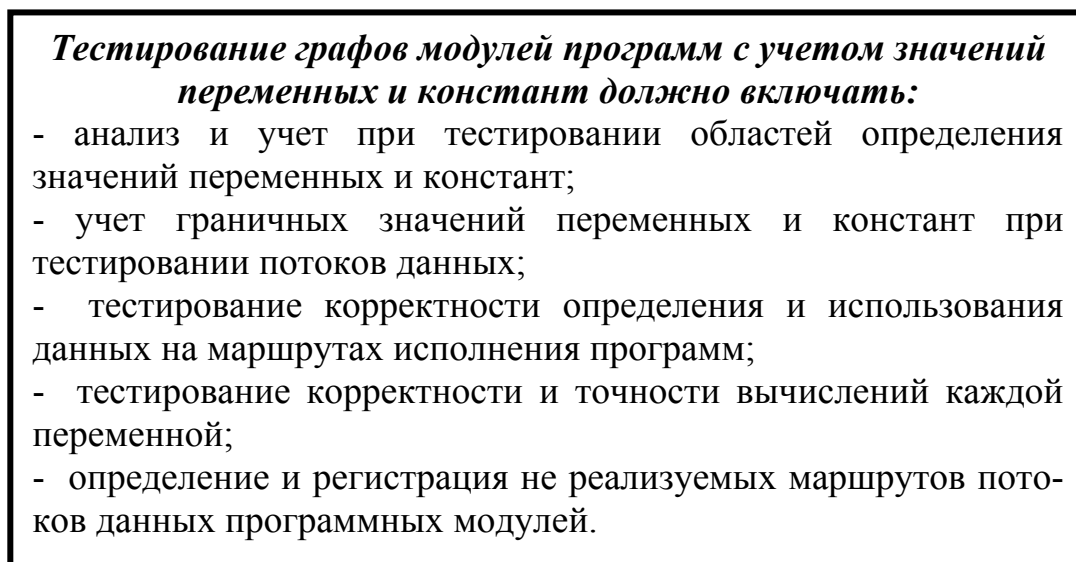 Тестирование графов модулей программ с учетом значений
переменных и констант должно включать:
- анализ и учет при тестировании областей определения
значений переменных и констант;
- учет граничных значений переменных и констант при
тестировании потоков данных;
- тестирование корректности определения и использования
данных на маршрутах исполнения программ;
- тестирование корректности и точности вычислений каждой
переменной;
- определение и регистрация не реализуемых маршрутов пото-
ков данных программных модулей.